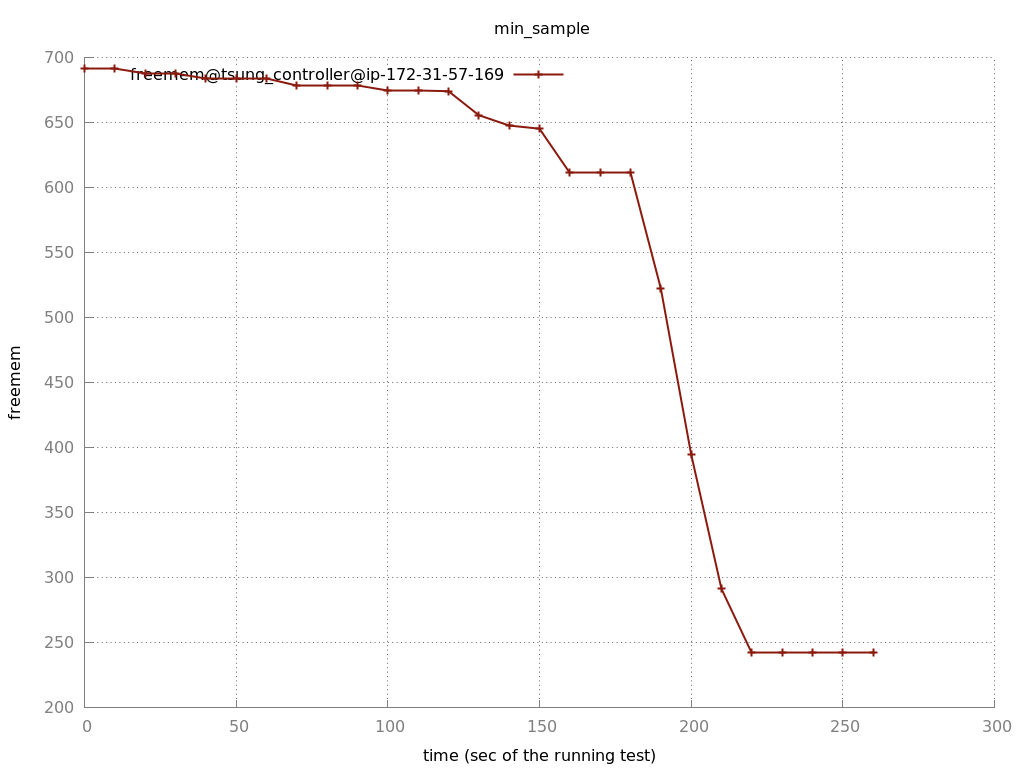 min_sample
700
freemem@tsung_controller@ip-172-31-57-169
650
600
550
500
450
400
350
300
250
200
freemem
0 50 100 150 200 250 300
time (sec of the running test)